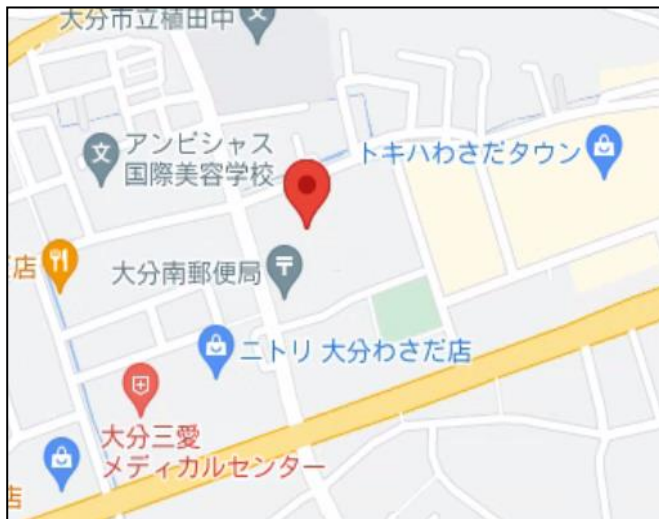 大分市立植田中
アンビシャス
国際美容学校
トキハわさだタウン
店
大分南郵便局
ニトリ 大分わさだ店
大分三愛
メディカルセンター
店